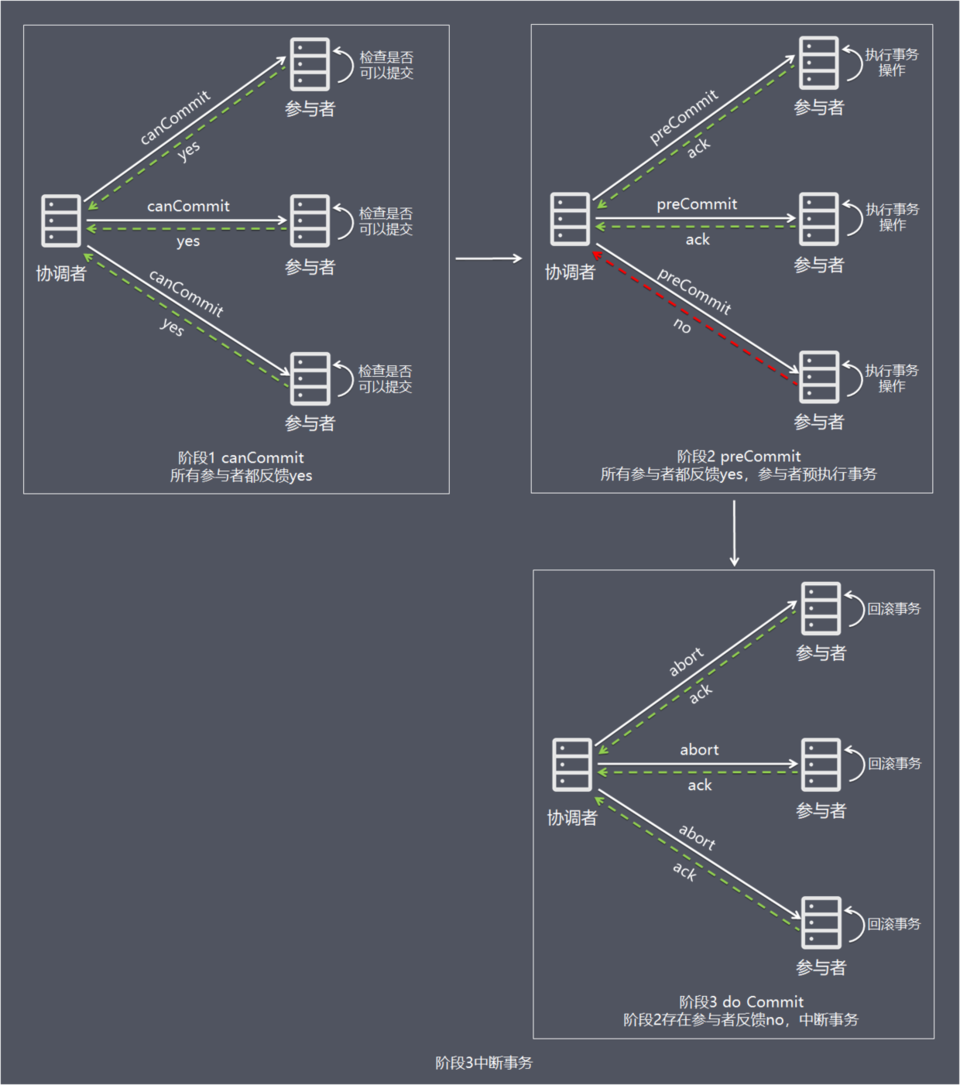 检查是否
可以提交
参与者
canCommit
yes
canCommit
yes
检查是否
可以提交
参与者
协调者
canCommit
yes
检查是否
可以提交
参与者
阶段1 canCommit
所有参与者都反馈yes
执行事务
操作
参与者
preCommit
ack
preCommit
ack
执行事务
操作
参与者
协调者
preCommit
no
执行事务
操作
参与者
阶段2 preCommit
所有参与者都反馈yes，参与者预执行事务
回滚事务
参与者
abort
ack
abort
ack
回滚事务
参与者
协调者
abort
ack
回滚事务
参与者
阶段3 do Commit
阶段2存在参与者反馈no，中断事务
阶段3中断事务